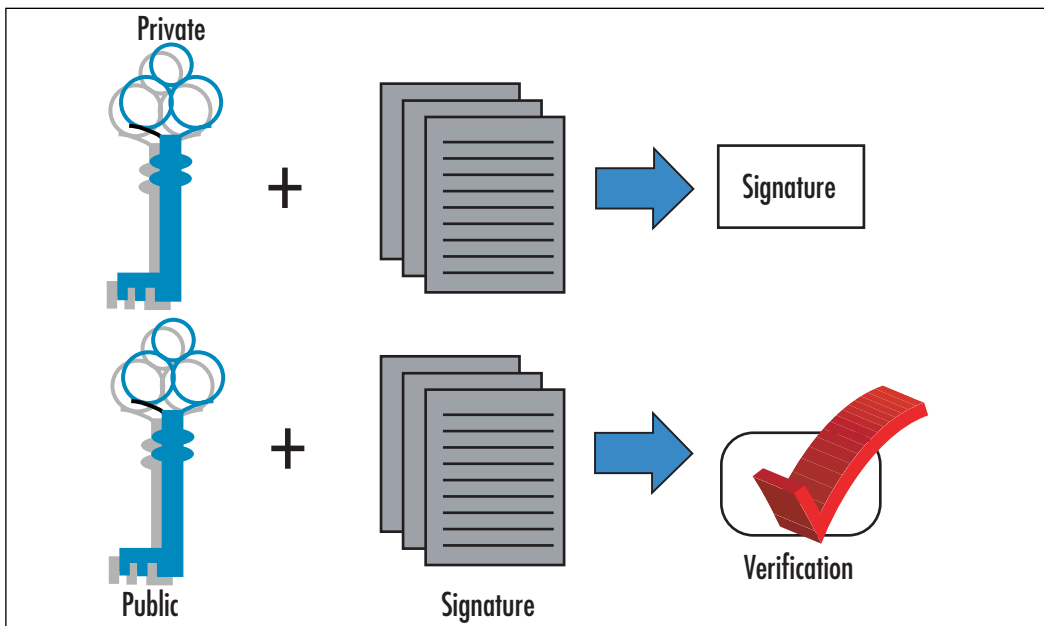 Private
+
Signature
+
Verification
Public
Signature